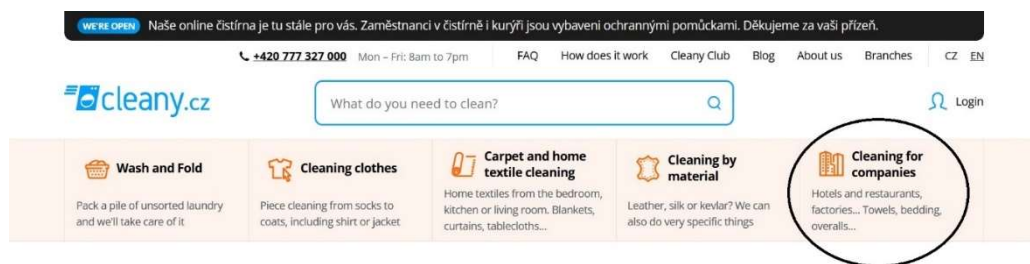 WE'RE OPEN Naše online čistírna je tu stále pro vás. Zaměstnanci v čistírně i kurýři jsou vybaveni ochrannými pomůckami. Děkujeme za vaši přízeň.
+420 777 327 000 Mon – Fri: 8am to 7pm FAQ How does it work Cleany Club Blog About us Branches CZ EN
cleany.cz What do you need to clean? Login
Wash and Fold
Pack a pile of unsorted laundry
and we'll take care of it
Cleaning clothes
Piece cleaning from socks to
coats, including shirt or jacket
Carpet and home
textile cleaning
Home textiles from the bedroom,
kitchen or living room. Blankets,
curtains, tablecloths...
Cleaning by
material
Leather, silk or kevlar? We can
also do very specific things
Cleaning for
companies
Hotels and restaurants,
factories... Towels, bedding,
overalls...